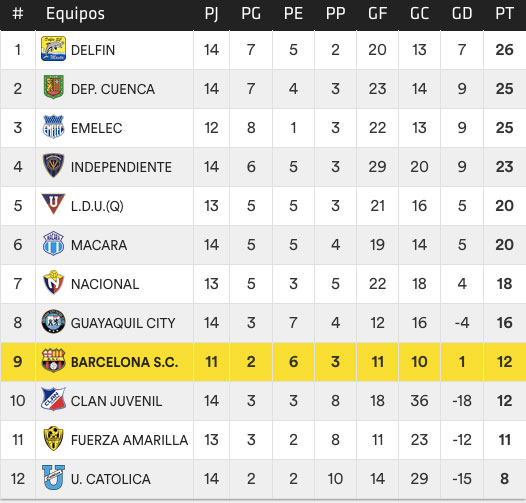 # Equipos PJ PG PE PP GF GC GD PT
1 DELFIN 14 7 5 2 20 13 7 26
2 DEP. CUENCA 14 7 4 3 23 14 9 25
3 EMELEC 12 8 1 3 22 13 9 25
4 INDEPENDIENTE 14 6 5 3 29 20 9 23
5 L.D.U.(Q) 13 5 5 3 21 16 5 20
6 MACARA 14 5 5 4 19 14 5 20
7 NACIONAL 13 5 3 5 22 18 4 18
8 GUAYAQUIL CITY 14 3 7 4 12 16 -4 16
9 BARCELONA S.C. 11 2 6 3 11 10 1 12
10 CLAN JUVENIL 14 3 3 8 18 36 -18 12
11 FUERZA AMARILLA 13 3 2 8 11 23 -12 11
12 U. CATOLICA 14 2 2 10 14 29 -15 8